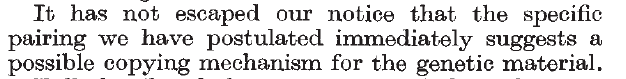 It has not escaped our notice that the specific
pairing we have postulated immediately suggests a
possible copying mechanism for the genetic material.